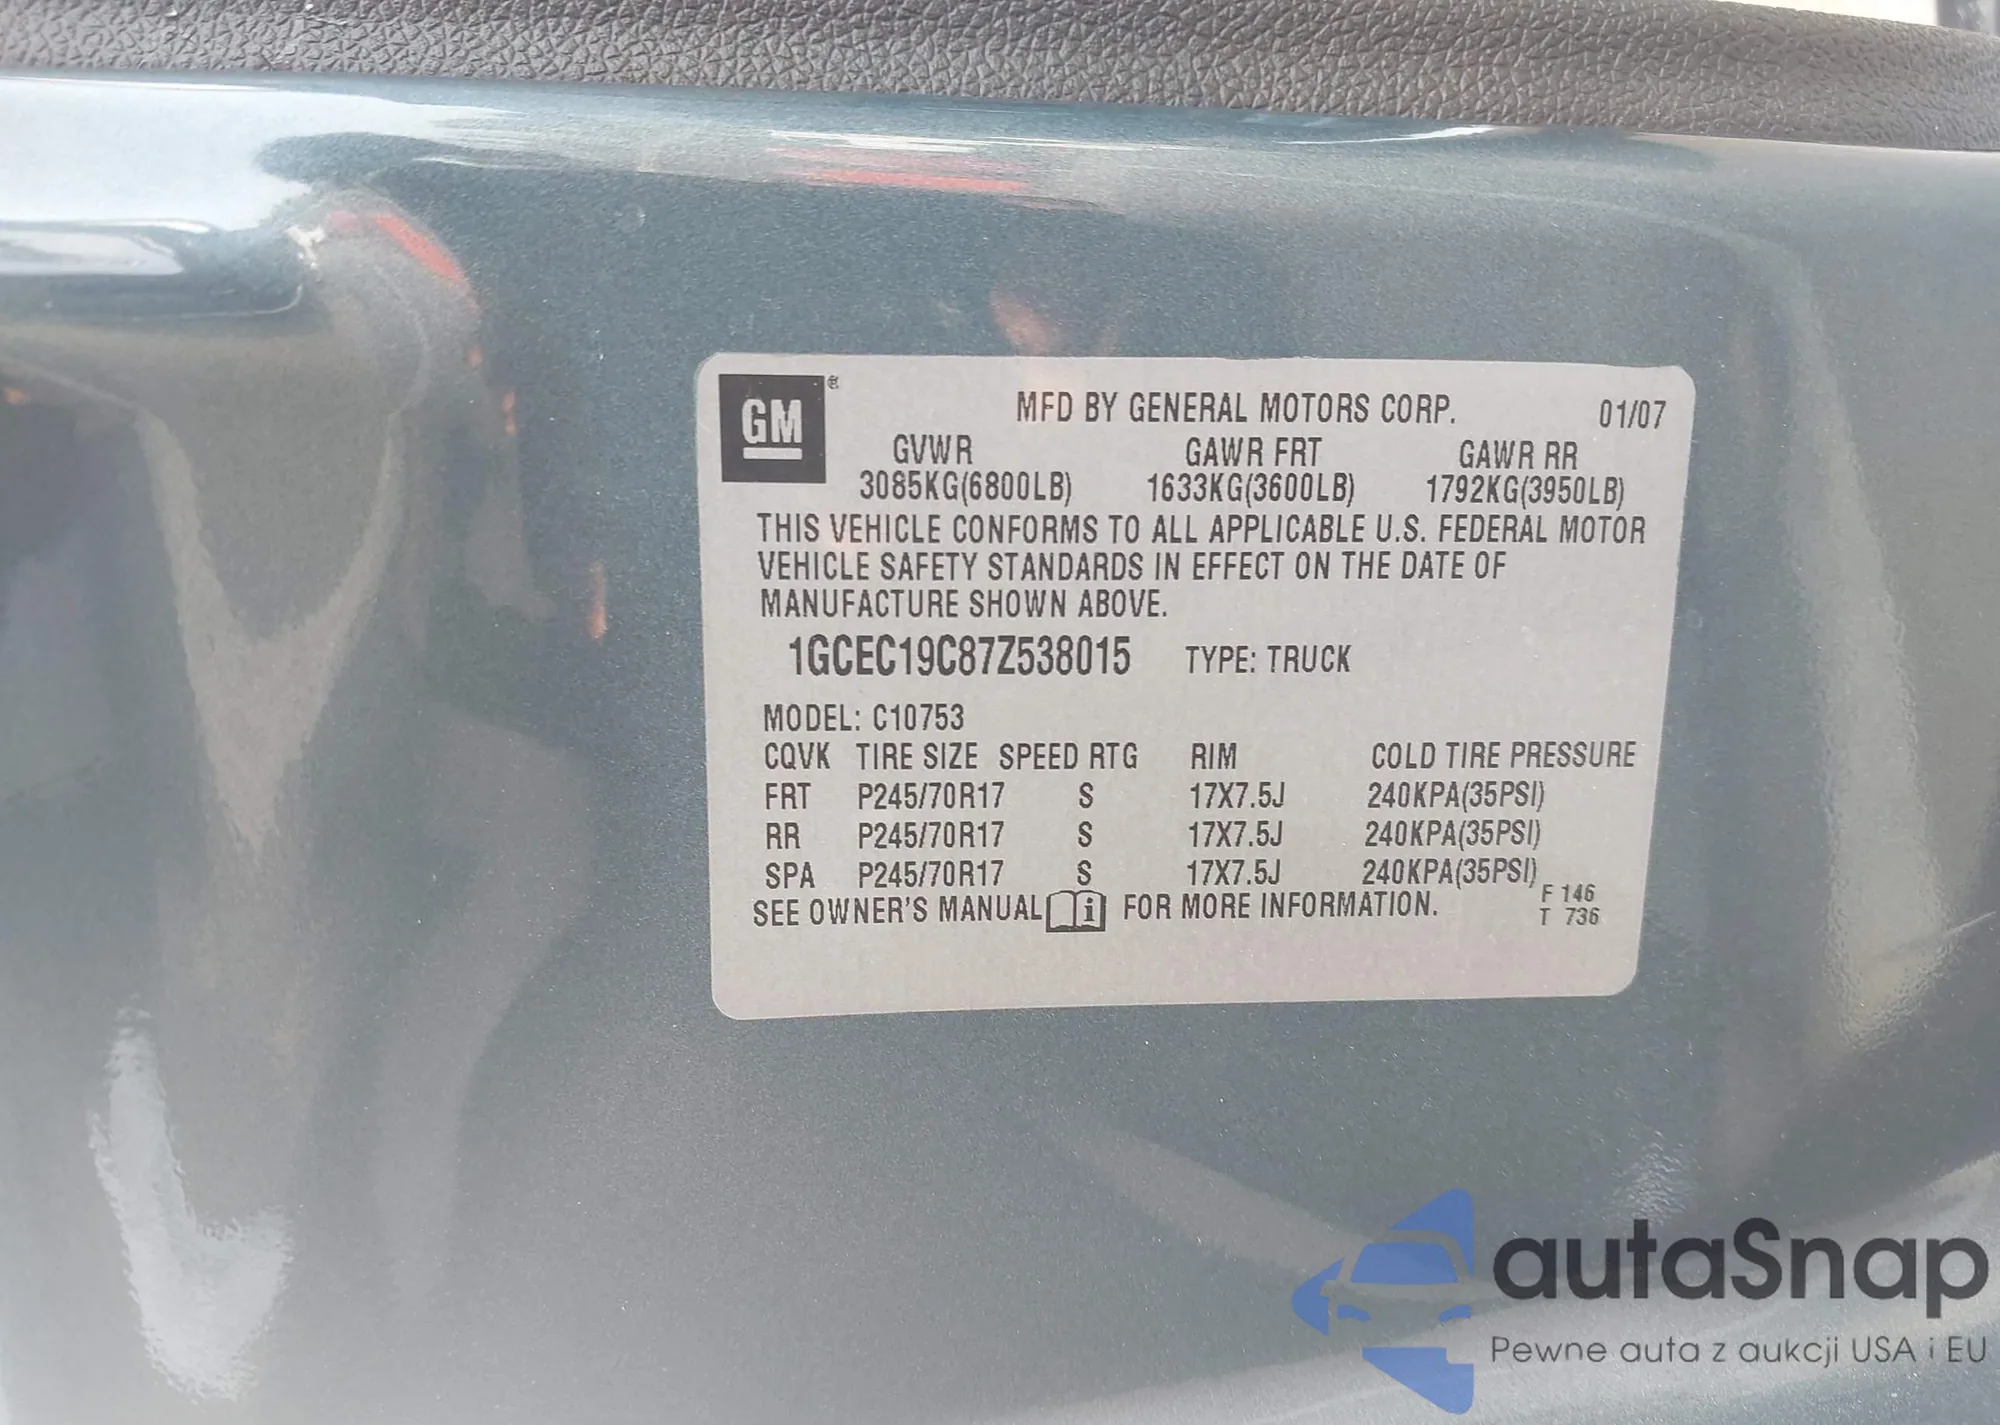 GM®
MFD BY GENERAL MOTORS CORP. 01/07
GVWR GAWR FRT GAWR RR
3085KG(6800LB) 1633KG(3600LB) 1792KG(3950LB)
THIS VEHICLE CONFORMS TO ALL APPLICABLE U.S. FEDERAL MOTOR
VEHICLE SAFETY STANDARDS IN EFFECT ON THE DATE OF
MANUFACTURE SHOWN ABOVE.
1GCEC19C87Z538015 TYPE: TRUCK
MODEL: C10753
CQVK TIRE SIZE SPEED RTG RIM COLD TIRE PRESSURE
FRT P245/70R17 S 17X7.5J 240KPA(35PSI)
RR P245/70R17 S 17X7.5J 240KPA(35PSI)
SPA P245/70R17 S 17X7.5J 240KPA(35PSI)
SEE OWNER'S MANUAL i FOR MORE INFORMATION.
F 146
T 736
autaSnap
Pewne auta z aukcji USA i EU